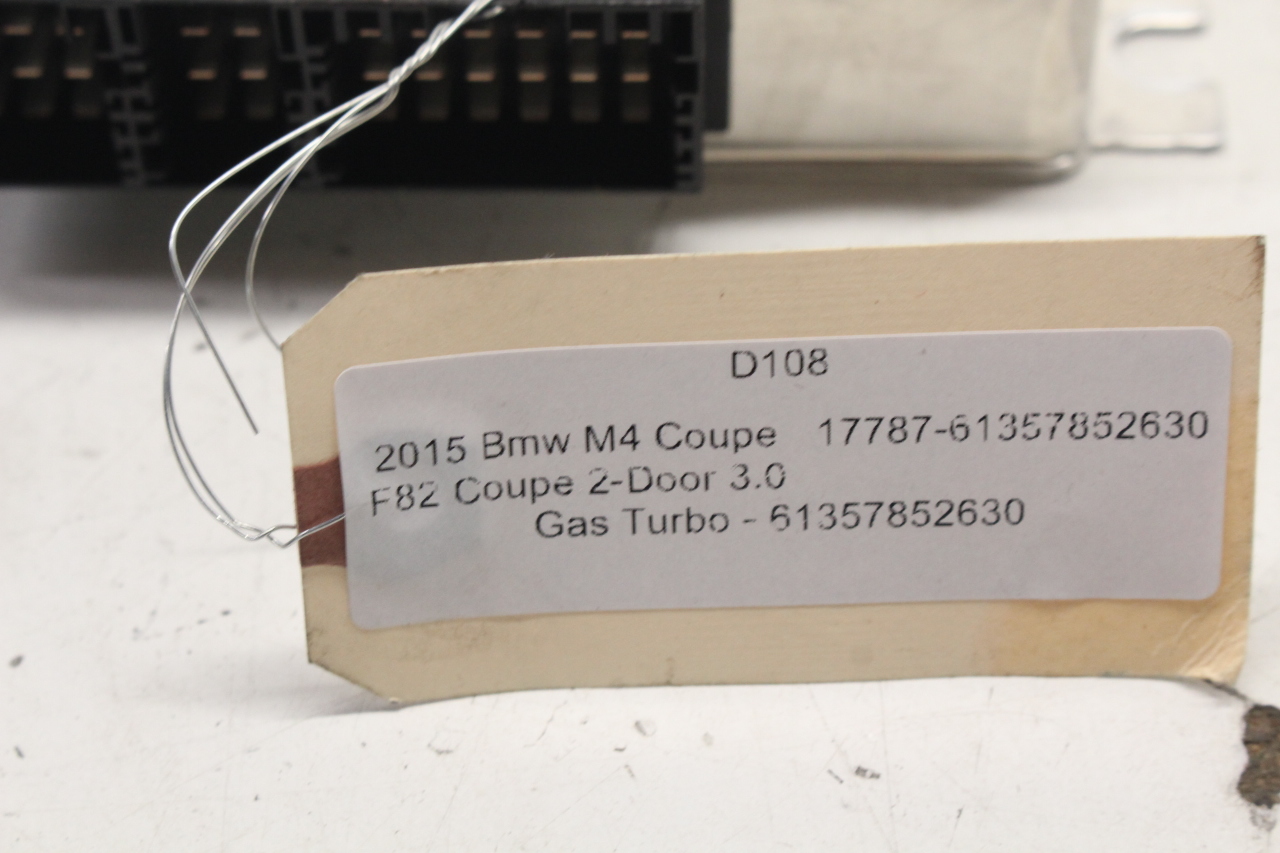 D108
2015 Bmw M4 Coupe 17787-61357852630
F82 Coupe 2-Door 3.0
Gas Turbo - 61357852630